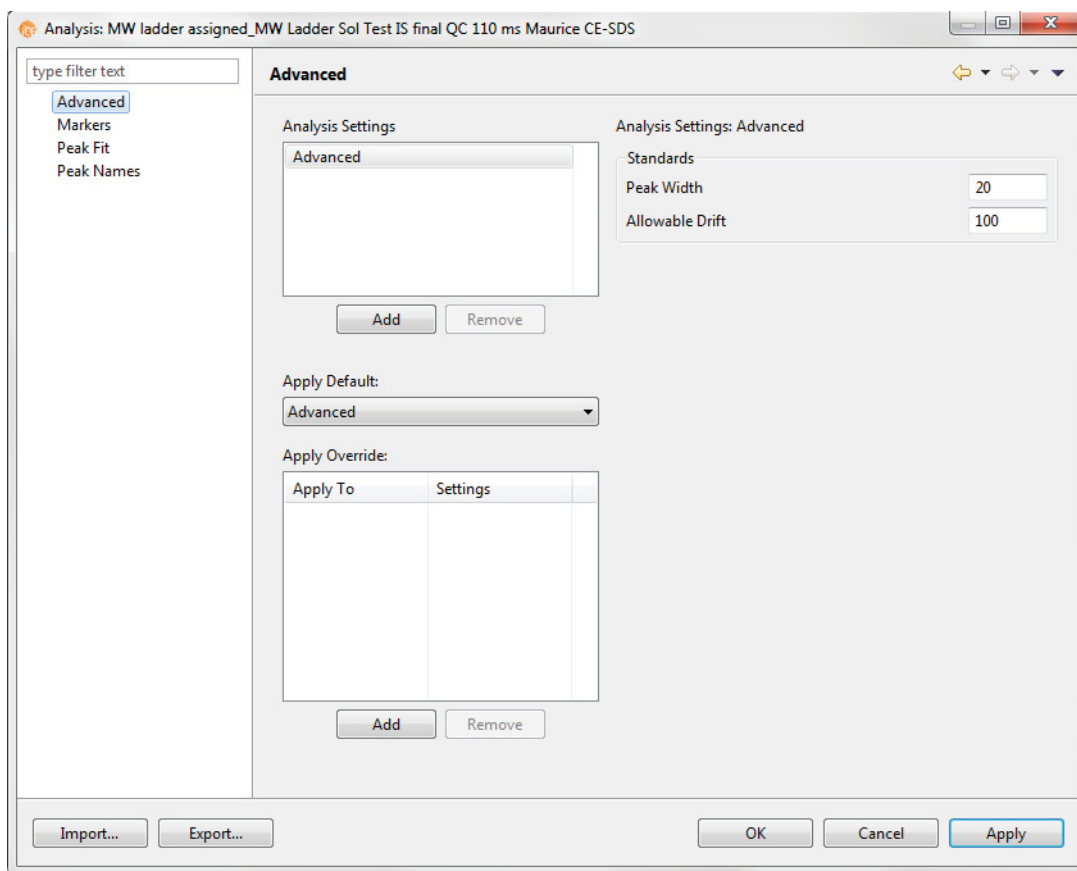 Analysis: MW ladder assigned_MW Ladder Sol Test IS final QC 110 ms Maurice CE-SDS
type filter text
Advanced
Markers
Peak Fit
Peak Names
Advanced
Analysis Settings
Advanced
Add
Remove
Apply Default:
Advanced
Apply Override:
Apply To
Settings
Add
Remove
Analysis Settings: Advanced
Standards
Peak Width
20
Allowable Drift
100
Import...
Export...
OK
Cancel
Apply